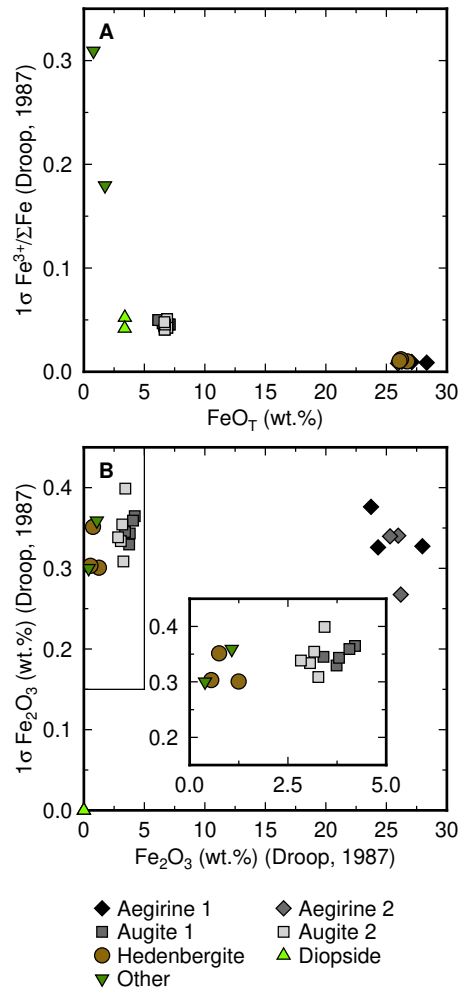 A
0.3
0.2
0.1
0.0
1σ Fe³⁺/ΣFe (Droop, 1987)
0 5 10 15 20 25 30
FeO_T (wt.%)
B
0.4
0.3
0.2
0.1
0.0
1σ Fe₂O₃ (wt.%) (Droop, 1987)
0.4
0.3
0.2
0.0 2.5 5.0
0 5 10 15 20 25 30
Fe₂O₃ (wt.%) (Droop, 1987)
Aegirine 1 Aegirine 2
Augite 1 Augite 2
Hedenbergite Diopside
Other